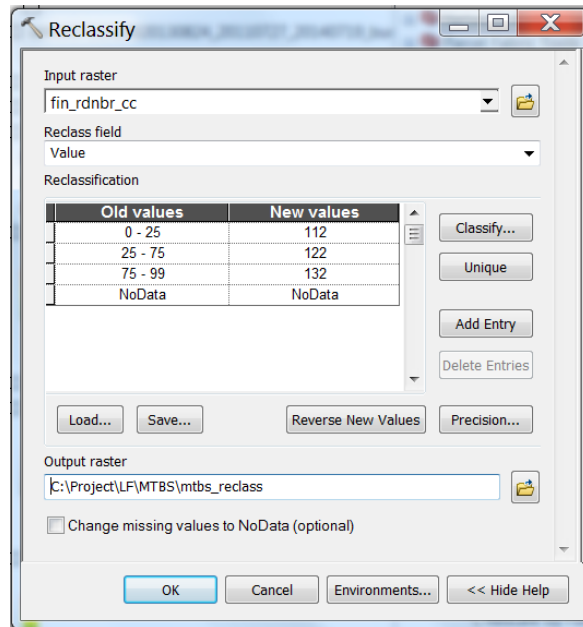 Reclassify
Input raster
fin_rdnbr_cc
Reclass field
Value
Reclassification
Old values New values
0 - 25 112
25 - 75 122
75 - 99 132
NoData NoData
Classify...
Unique
Add Entry
Delete Entries
Load... Save... Reverse New Values Precision...
Output raster
C:\Project\LF\MTBS\mtbs_reclass
Change missing values to NoData (optional)
OK Cancel Environments... << Hide Help